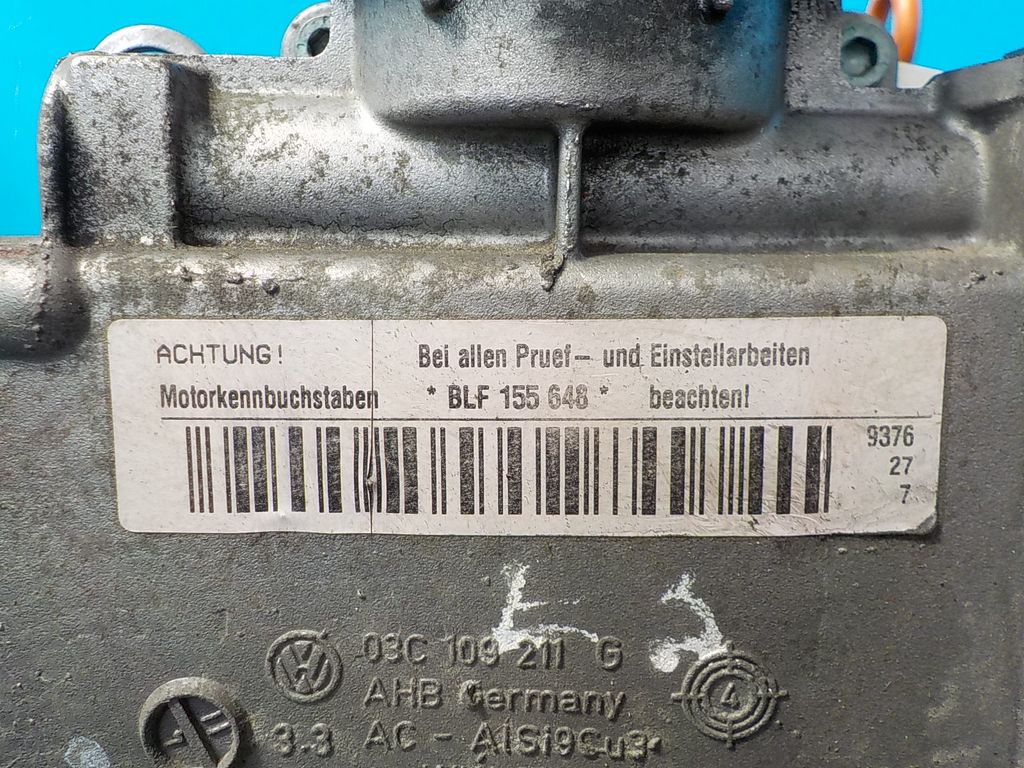 ACHTUNG! Bei allen Pruef- und Einstellarbeiten
Motorkennbuchstaben * BLF 155 648 * beachten!
9376
27
7
03C 109 211 G
AHB Germany
3.3 AC - AlSi9Cu3
4